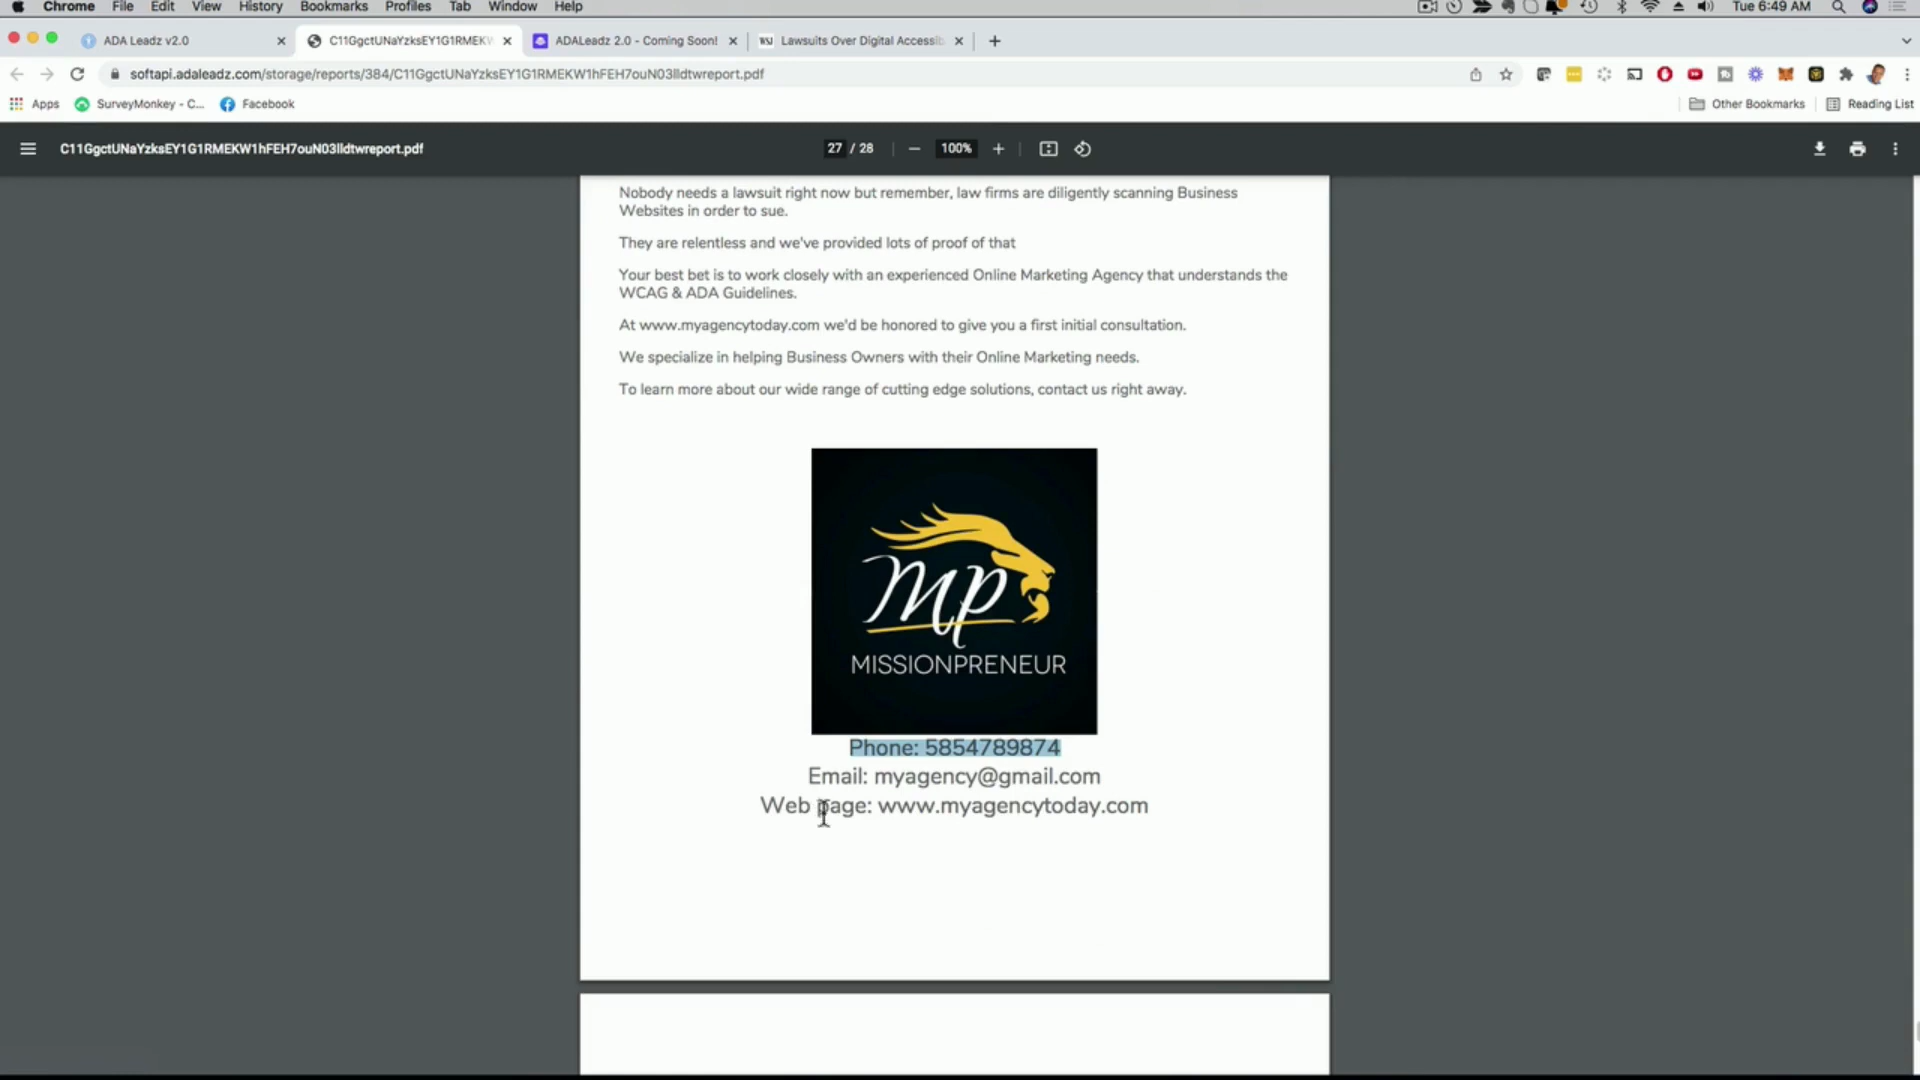 Chrome File Edit View History Bookmarks Profiles Tab Window Help Tue 6:49 AM
ADA Leadz v2.0 C11GgctUNaYzksEY1G1RMEKW ADALeadz 2.0 - Coming Soon! WSJ Lawsuits Over Digital Accessib
softapi.adaleadz.com/storage/reports/384/C11GgctUNaYzksEY1G1RMEKW1hFEH7ouN03lldtwreport.pdf
Apps SurveyMonkey - C... Facebook Other Bookmarks Reading List
C11GgctUNaYzksEY1G1RMEKW1hFEH7ouN03lldtwreport.pdf 27 / 28 100%
Nobody needs a lawsuit right now but remember, law firms are diligently scanning Business
Websites in order to sue.
They are relentless and we've provided lots of proof of that
Your best bet is to work closely with an experienced Online Marketing Agency that understands the
WCAG & ADA Guidelines.
At www.myagencytoday.com we'd be honored to give you a first initial consultation.
We specialize in helping Business Owners with their Online Marketing needs.
To learn more about our wide range of cutting edge solutions, contact us right away.
MP
MISSIONPRENEUR
Phone: 5854789874
Email: myagency@gmail.com
Web page: www.myagencytoday.com